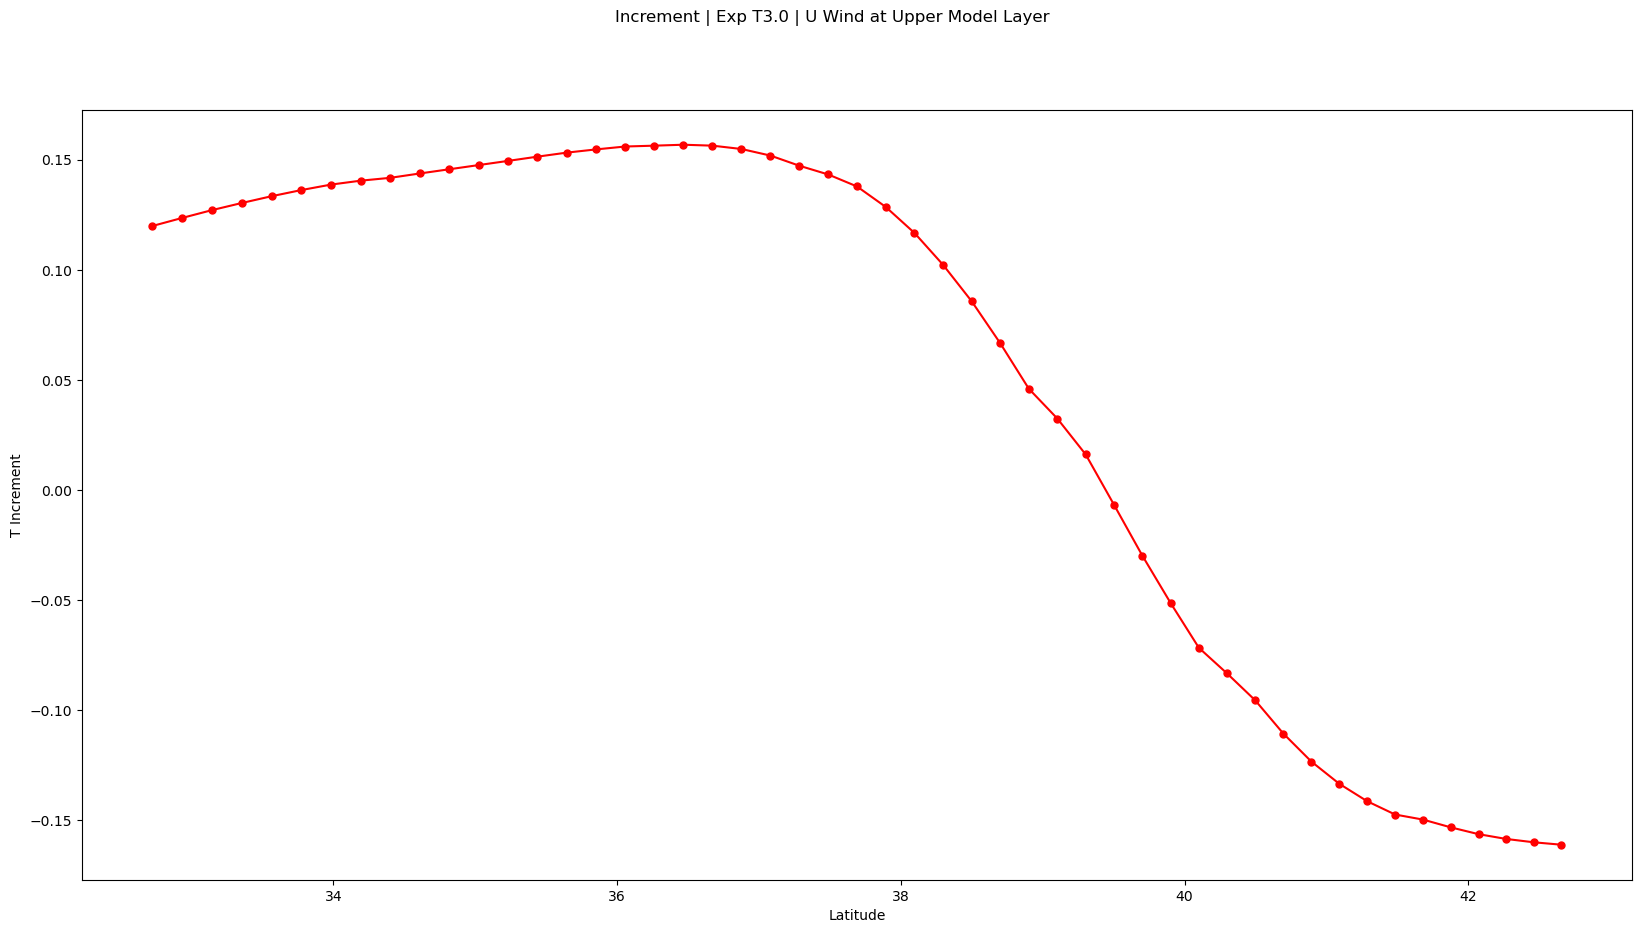 Increment | Exp T3.0 | U Wind at Upper Model Layer
0.15
0.10
0.05
0.00
−0.05
−0.10
−0.15
T Increment
34 36 38 40 42
Latitude